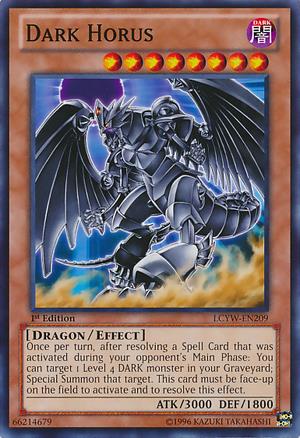 DARK HORUS
DARK
闇
1st Edition
LCYW-EN209
[DRAGON/EFFECT]
Once per turn, after resolving a Spell Card that was
activated during your opponent's Main Phase: You
can target 1 Level 4 DARK monster in your Graveyard;
Special Summon that target. This card must be face-up
on the field to activate and to resolve this effect.
ATK/3000 DEF/1800
66214679
©1996 KAZUKI TAKAHASHI